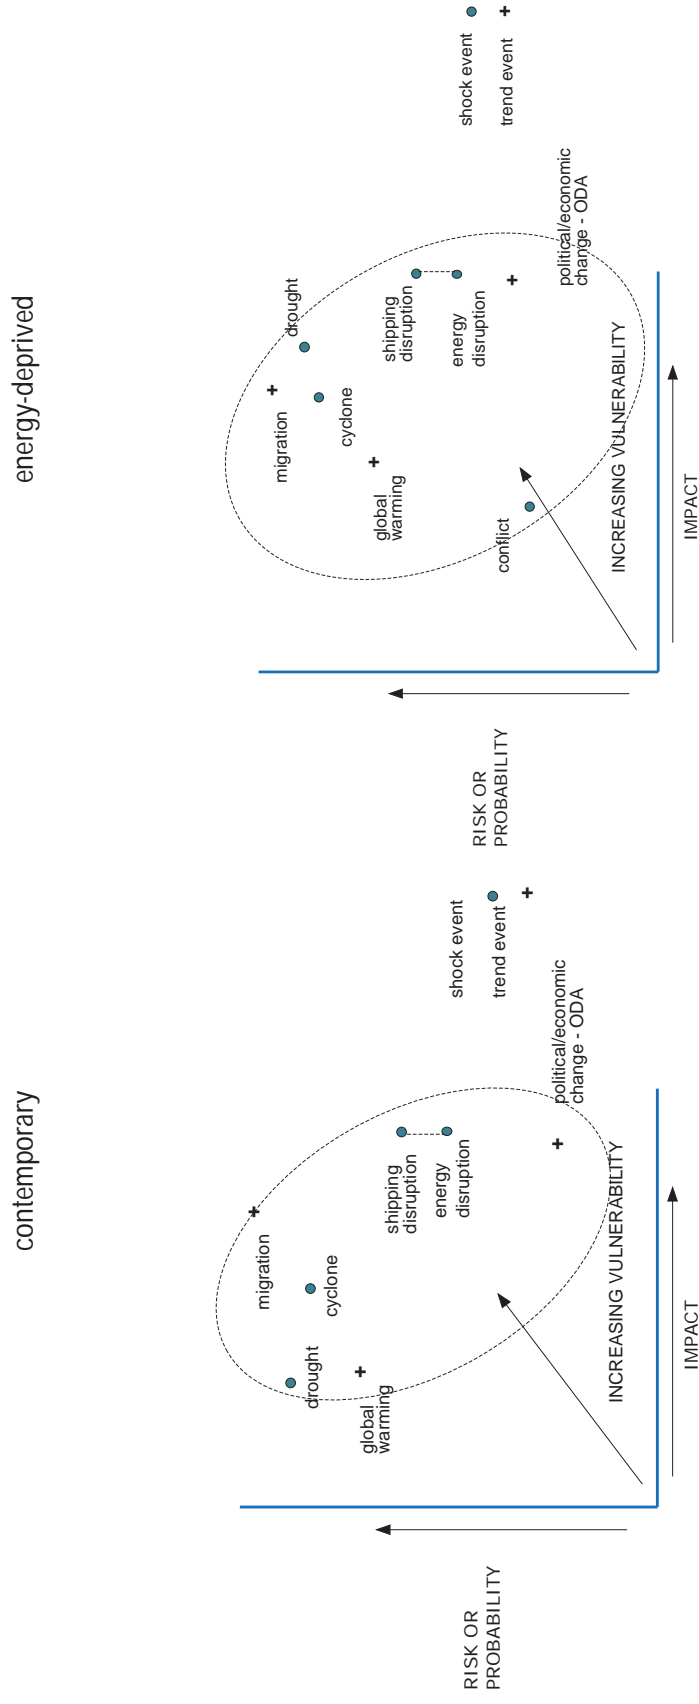 contemporary
RISK OR
PROBABILITY
migration
drought
cyclone
global
warming
shipping
disruption
energy
disruption
political/economic
change - ODA
shock event
trend event
INCREASING VULNERABILITY
IMPACT
energy-deprived
RISK OR
PROBABILITY
migration
drought
cyclone
global
warming
shipping
disruption
energy
disruption
conflict
political/economic
change - ODA
shock event
trend event
INCREASING VULNERABILITY
IMPACT